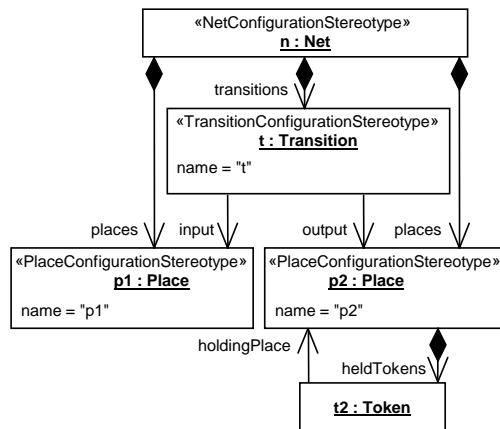 «NetConfigurationStereotype»
n : Net
transitions
«TransitionConfigurationStereotype»
t : Transition
name = "t"
places input output places
«PlaceConfigurationStereotype» «PlaceConfigurationStereotype»
p1 : Place p2 : Place
name = "p1" name = "p2"
holdingPlace
heldTokens
t2 : Token